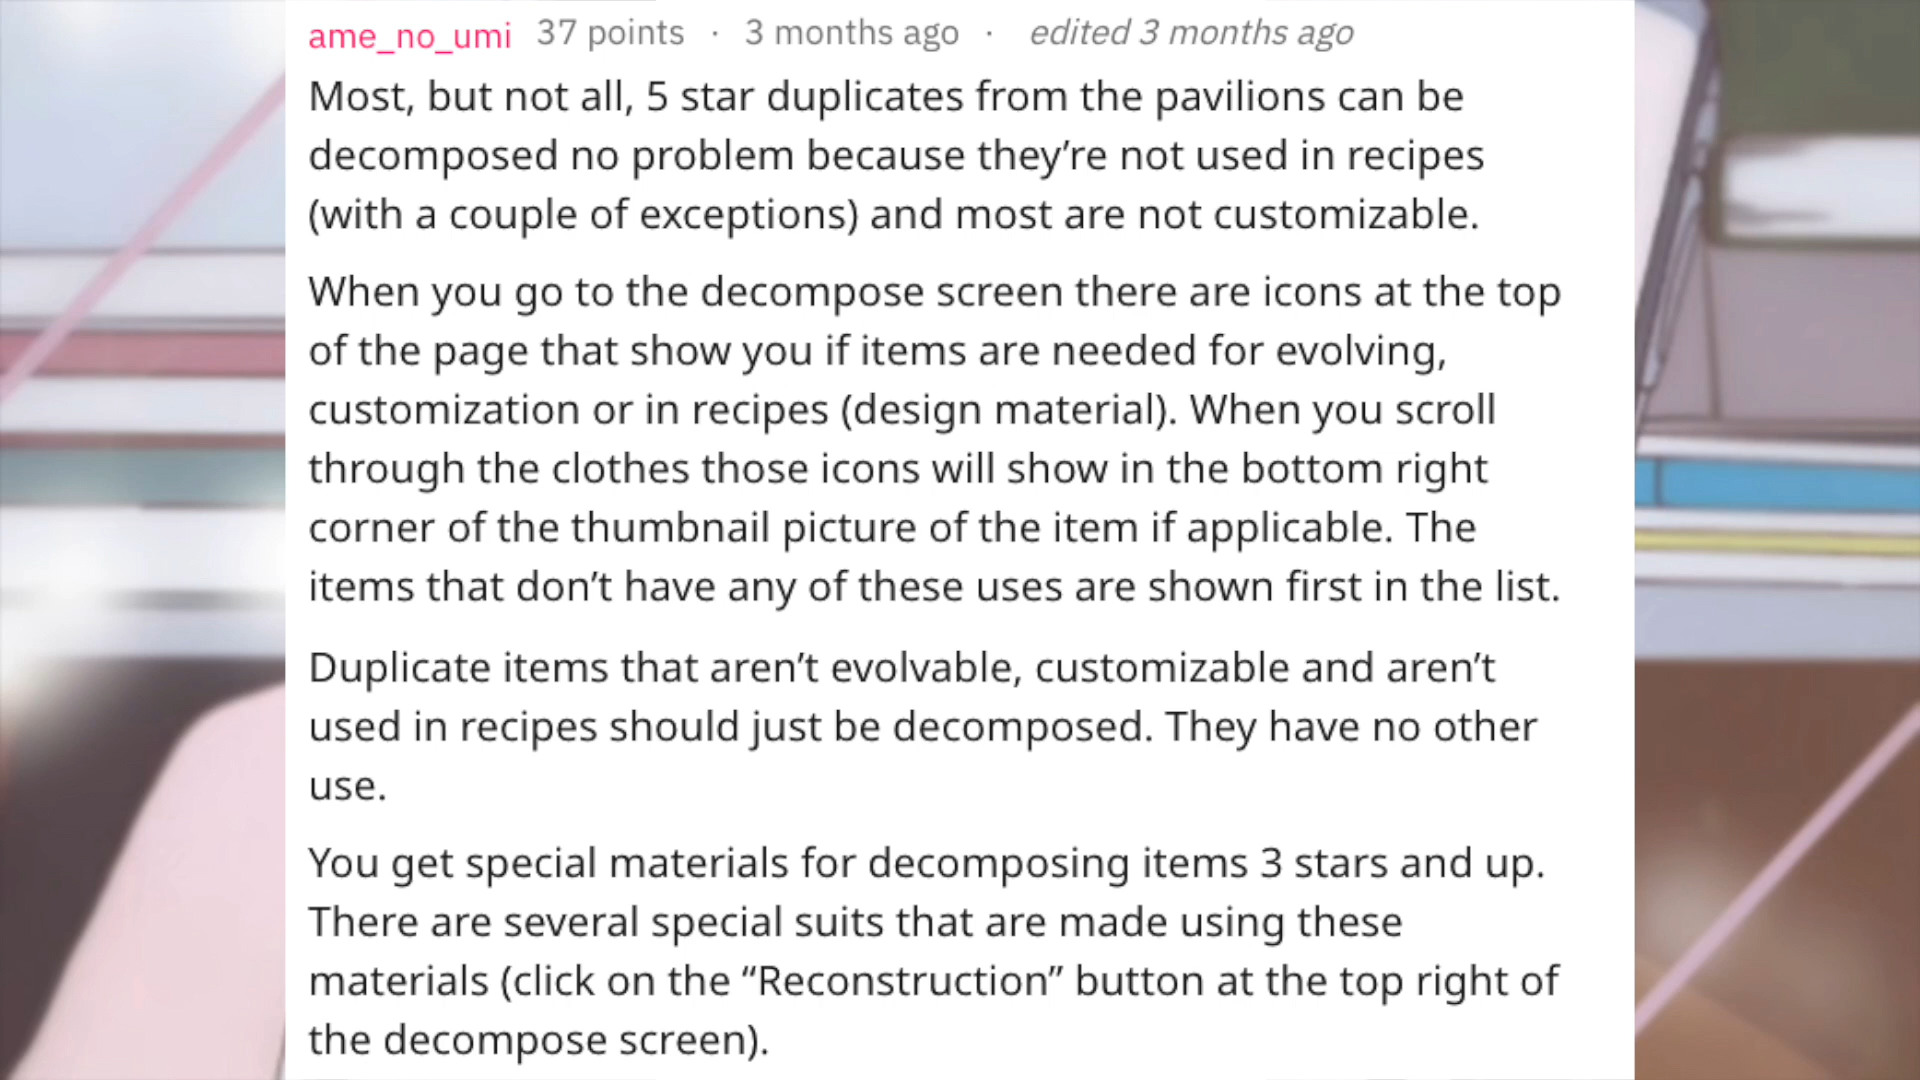 ame_no_umi 37 points · 3 months ago · edited 3 months ago
Most, but not all, 5 star duplicates from the pavilions can be
decomposed no problem because they’re not used in recipes
(with a couple of exceptions) and most are not customizable.
When you go to the decompose screen there are icons at the top
of the page that show you if items are needed for evolving,
customization or in recipes (design material). When you scroll
through the clothes those icons will show in the bottom right
corner of the thumbnail picture of the item if applicable. The
items that don’t have any of these uses are shown first in the list.
Duplicate items that aren’t evolvable, customizable and aren’t
used in recipes should just be decomposed. They have no other
use.
You get special materials for decomposing items 3 stars and up.
There are several special suits that are made using these
materials (click on the “Reconstruction” button at the top right of
the decompose screen).